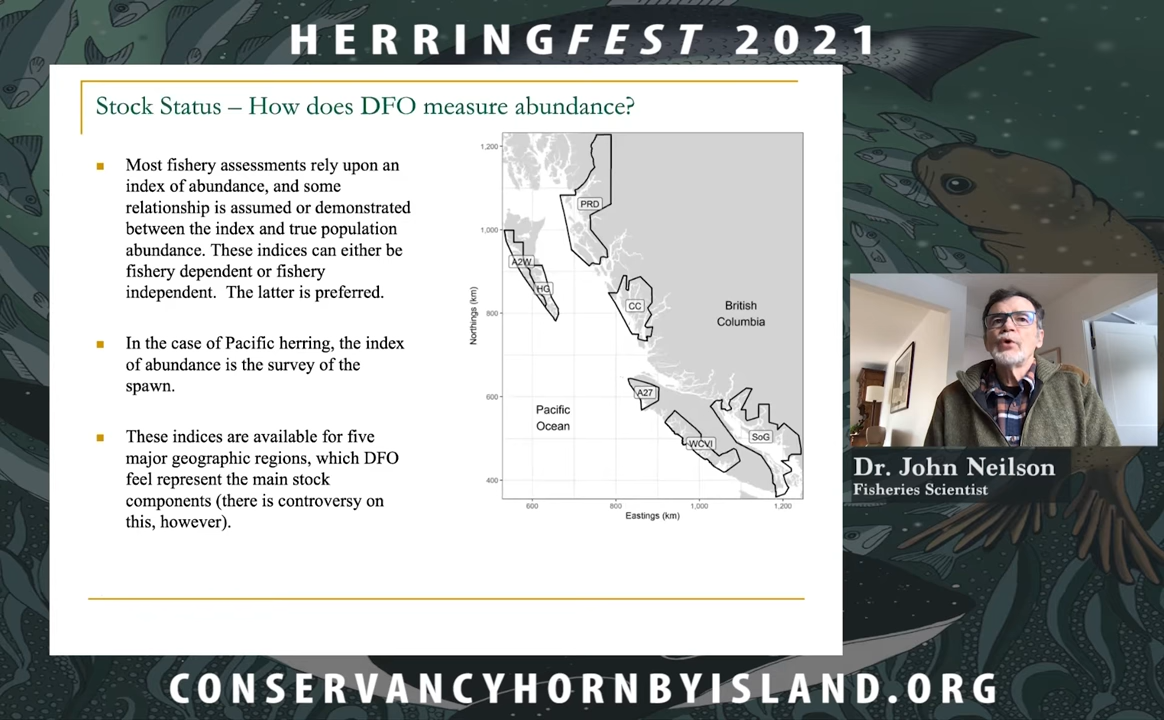 HERRINGFEST 2021
Stock Status – How does DFO measure abundance?
Most fishery assessments rely upon an
index of abundance, and some
relationship is assumed or demonstrated
between the index and true population
abundance. These indices can either be
fishery dependent or fishery
independent.  The latter is preferred.
In the case of Pacific herring, the index
of abundance is the survey of the
spawn.
These indices are available for five
major geographic regions, which DFO
feel represent the main stock
components (there is controversy on
this, however).
Northings (km)
1,200
1,000
800
600
400
PRD
A2W
HG
CC
British
Columbia
A27
Pacific
Ocean
WCVI
SoG
600
800
1,000
1,200
Eastings (km)
Dr. John Neilson
Fisheries Scientist
CONSERVANCYHORNBYISLAND.ORG